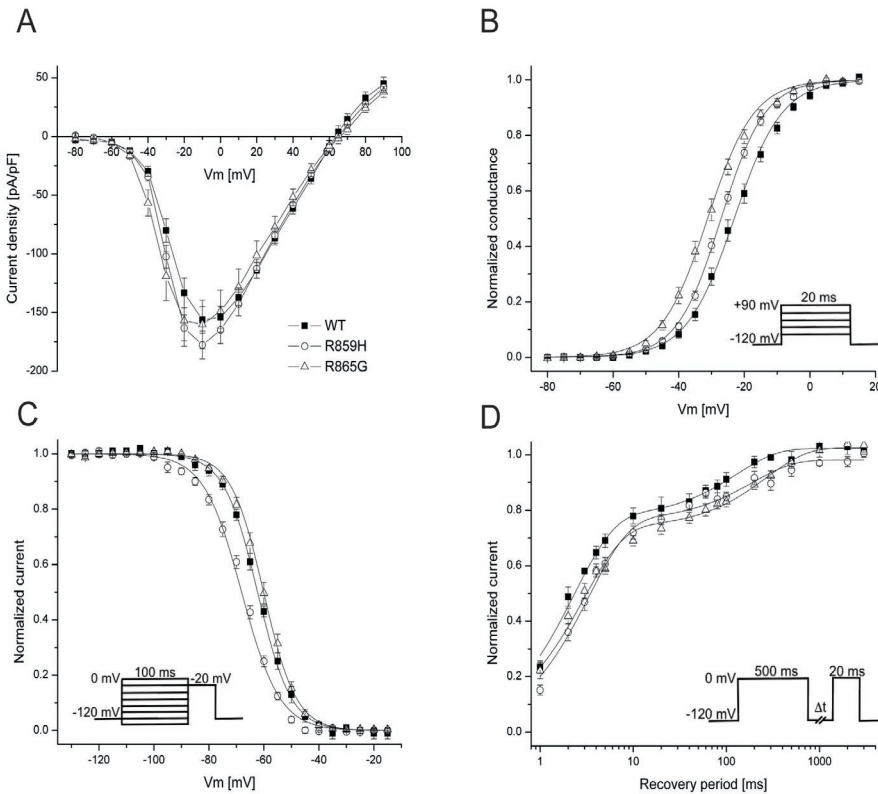 A
50
0
-50
-100
-150
-200
-80 -60 -40 -20 0 20 40 60 80 100
Vm [mV]
Current density [pA/pF]
WT
R859H
R865G
B
1.0
0.8
0.6
0.4
0.2
0.0
-80 -60 -40 -20 0 20
Vm [mV]
Normalized conductance
20 ms
+90 mV
-120 mV
C
1.0
0.8
0.6
0.4
0.2
0.0
-120 -100 -80 -60 -40 -20
Vm [mV]
Normalized current
100 ms
0 mV
-20 mV
-120 mV
D
1.0
0.8
0.6
0.4
0.2
0.0
1 10 100 1000
Recovery period [ms]
Normalized current
500 ms
20 ms
0 mV
Δt
-120 mV